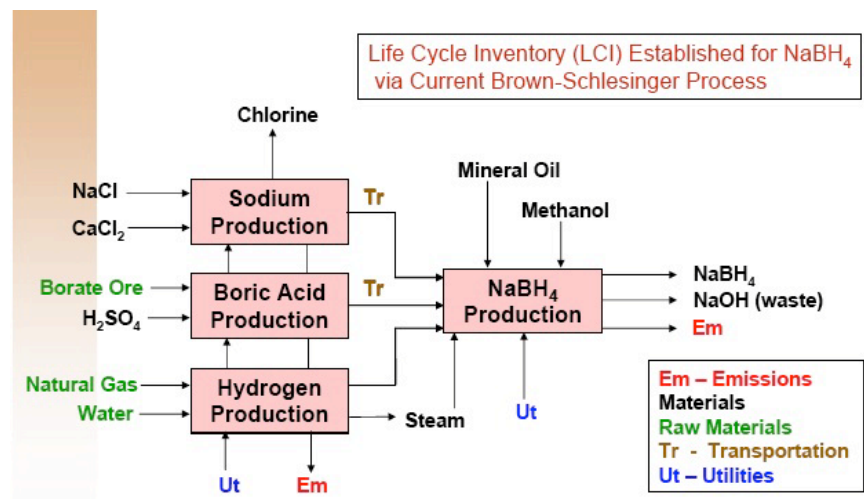 Life Cycle Inventory (LCI) Established for NaBH₄
via Current Brown-Schlesinger Process
Chlorine
NaCl
CaCl₂
Sodium
Production
Tr
Mineral Oil
Methanol
Borate Ore
H₂SO₄
Boric Acid
Production
Tr
NaBH₄
Production
NaBH₄
NaOH (waste)
Em
Natural Gas
Water
Hydrogen
Production
Steam
Ut
Em
Ut
Em – Emissions
Materials
Raw Materials
Tr - Transportation
Ut – Utilities